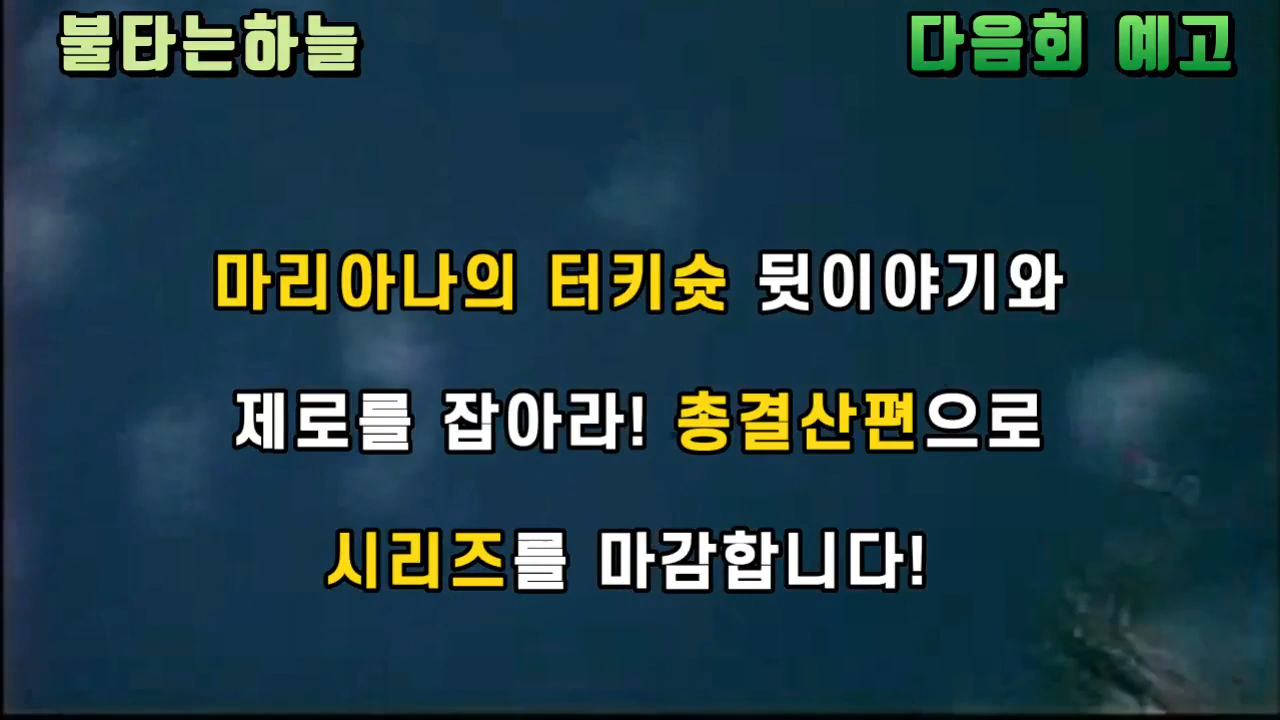 불타는하늘
다음회 예고
마리아나의 터키슛 뒷이야기와
제로를 잡아라! 총결산편으로
시리즈를 마감합니다!